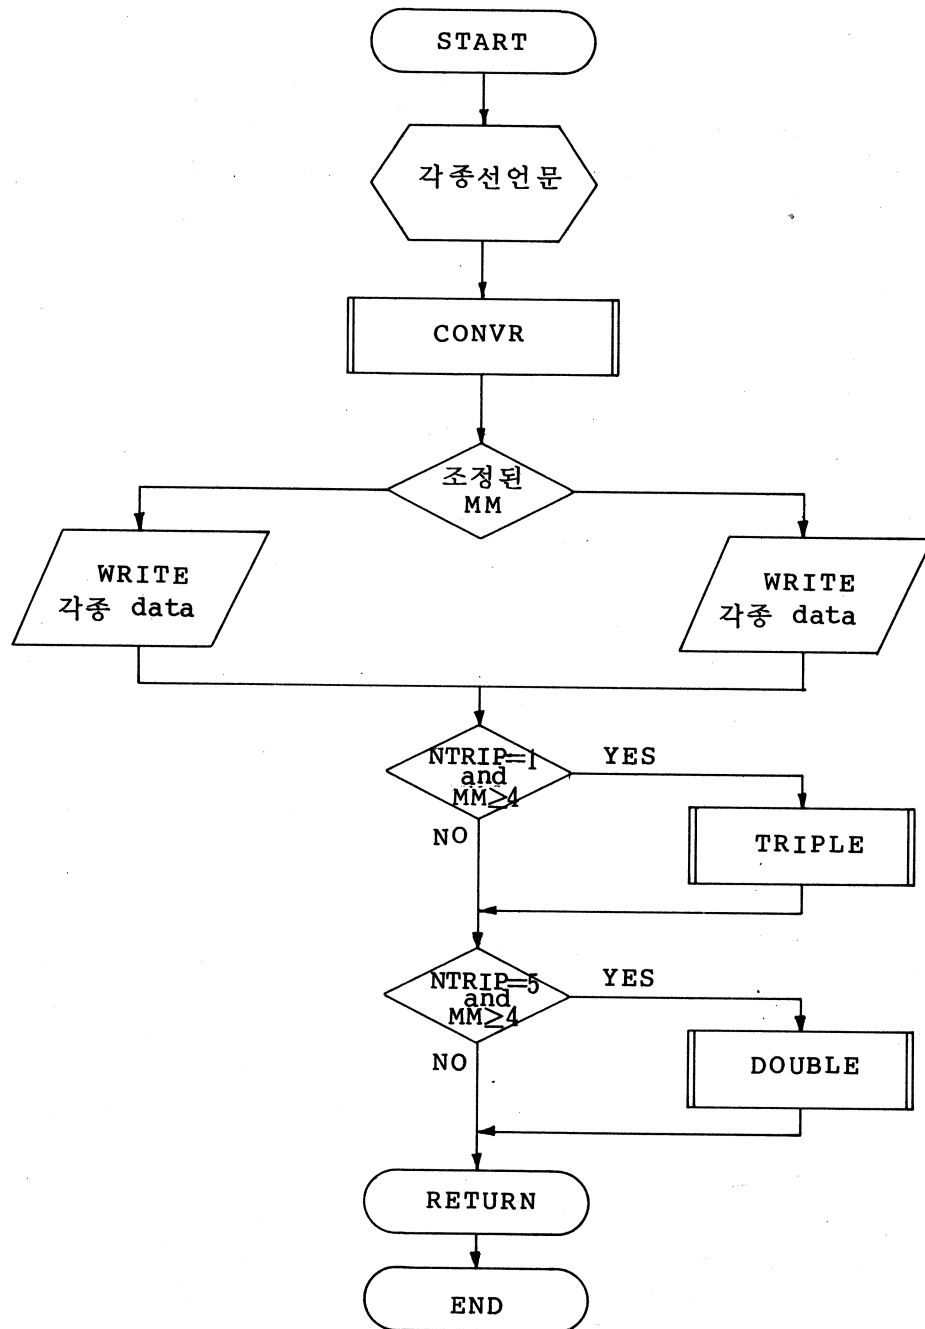 START
각종선언문
CONVR
조정된
MM
WRITE
각종 data
WRITE
각종 data
NTRIP=1
and
MM≥4
YES
NO
TRIPLE
NTRIP=5
and
MM≥4
YES
NO
DOUBLE
RETURN
END